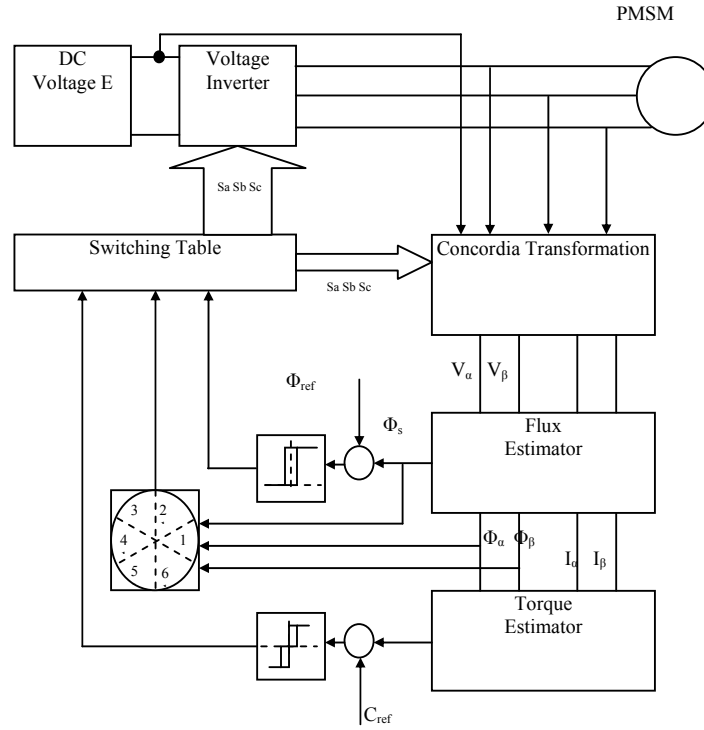 PMSM
DC
Voltage E
Voltage
Inverter
Sa Sb Sc
Switching Table
Sa Sb Sc
Concordia Transformation
Vα
Vβ
Φref
Φs
Flux
Estimator
3
2
4
1
5
6
Φα
Φβ
Iα
Iβ
Torque
Estimator
Cref